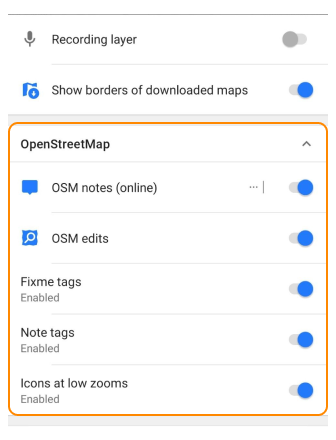 Recording layer
Show borders of downloaded maps
OpenStreetMap
OSM notes (online)
OSM edits
Fixme tags
Enabled
Note tags
Enabled
Icons at low zooms
Enabled